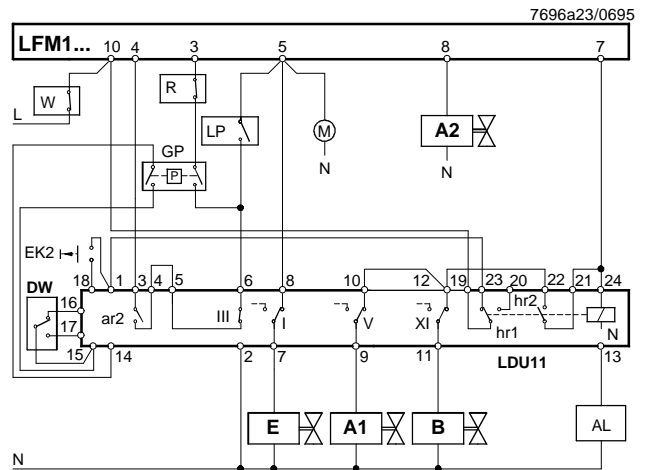 7696a23/0695
LFM1...
10 4 3 5 8 7
W
R
L
LP
M
A2
GP
P
N
N
EK2
DW
18 1 3 4 5 6 8 10 12 19 23 20 22 21 24
16
17
ar2
III
I
V
XI
hr2
hr1
N
15 14 2 7 9 11 LDU11 13
E
A1
B
AL
N